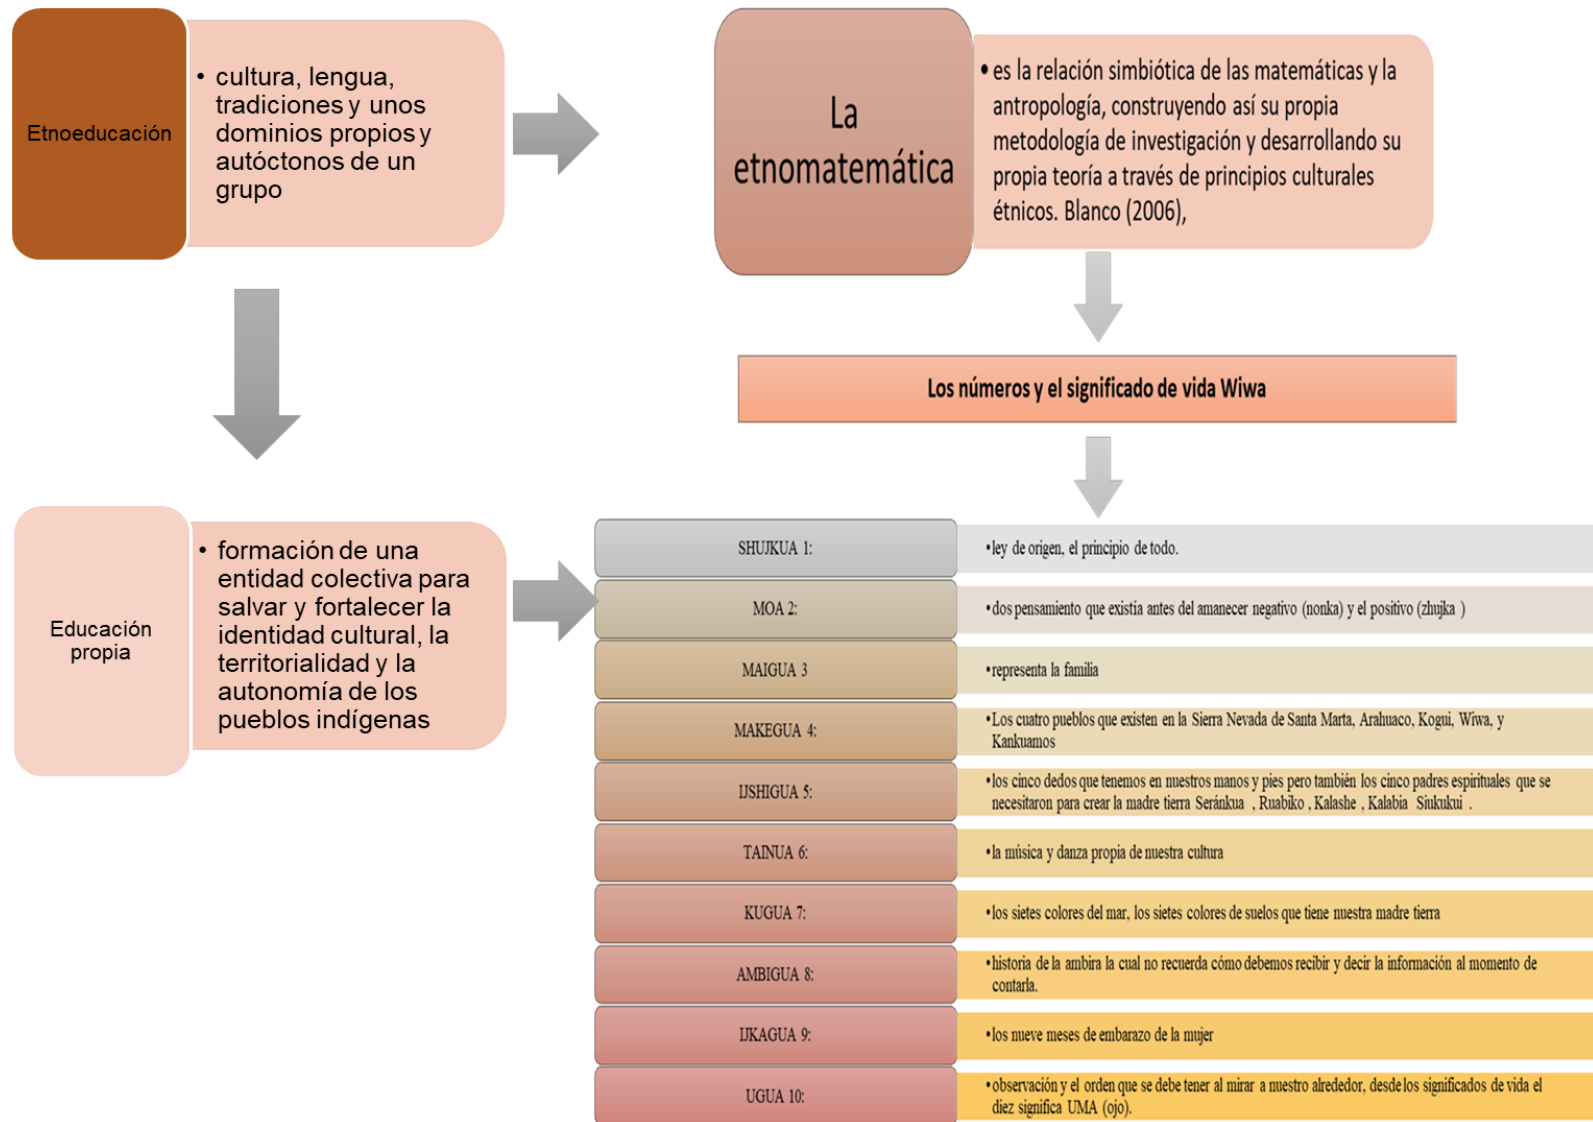 Etnoeducación
• cultura, lengua,
tradiciones y unos
dominios propios y
autóctonos de un
grupo
La
etnomatemática
• es la relación simbiótica de las matemáticas y la
antropología, construyendo así su propia
metodología de investigación y desarrollando su
propia teoría a través de principios culturales
étnicos. Blanco (2006),
Los números y el significado de vida Wiwa
Educación
propia
• formación de una
entidad colectiva para
salvar y fortalecer la
identidad cultural, la
territorialidad y la
autonomía de los
pueblos indígenas
SHUJKUA 1:
•ley de origen, el principio de todo.
MOA 2:
•dos pensamiento que existía antes del amanecer negativo (nonka) y el positivo (zhujka )
MAIGUA 3
•representa la familia
MAKEGUA 4:
•Los cuatro pueblos que existen en la Sierra Nevada de Santa Marta, Arahuaco, Kogui, Wiwa, y
Kankuamos
IJSHIGUA 5:
•los cinco dedos que tenemos en nuestros manos y pies pero también los cinco padres espirituales que se
necesitaron para crear la madre tierra Seránkua , Ruabiko , Kalashe , Kalabia Siukukui .
TAINUA 6:
•la música y danza propia de nuestra cultura
KUGUA 7:
•los sietes colores del mar, los sietes colores de suelos que tiene nuestra madre tierra
AMBIGUA 8:
•historia de la ambira la cual no recuerda cómo debemos recibir y decir la información al momento de
contarla.
IJKAGUA 9:
•los nueve meses de embarazo de la mujer
UGUA 10:
•observación y el orden que se debe tener al mirar a nuestro alrededor, desde los significados de vida el
diez significa UMA (ojo).